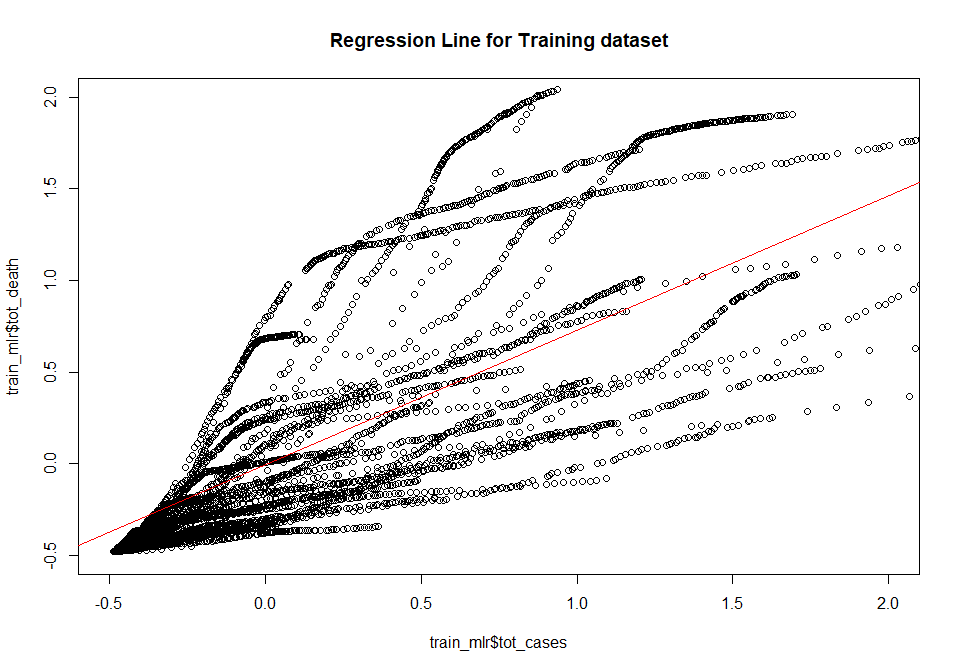 Regression Line for Training dataset
train_mlr$tot_death
2.0
1.5
1.0
0.5
0.0
-0.5
-0.5 0.0 0.5 1.0 1.5 2.0
train_mlr$tot_cases